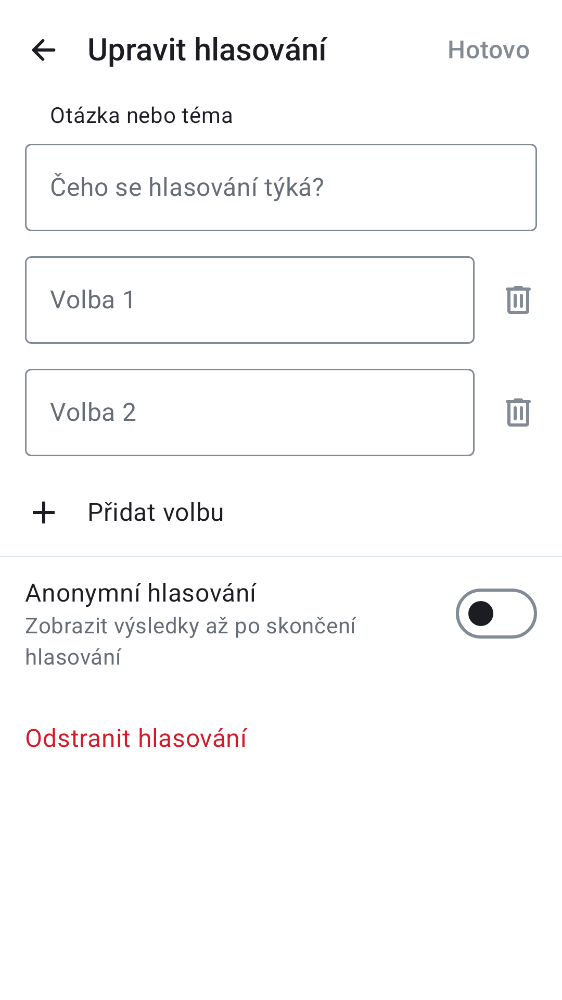 Upravit hlasování
Hotovo
Otázka nebo téma
Čeho se hlasování týká?
Volba 1
Volba 2
Přidat volbu
Anonymní hlasování
Zobrazit výsledky až po skončení
hlasování
Odstranit hlasování